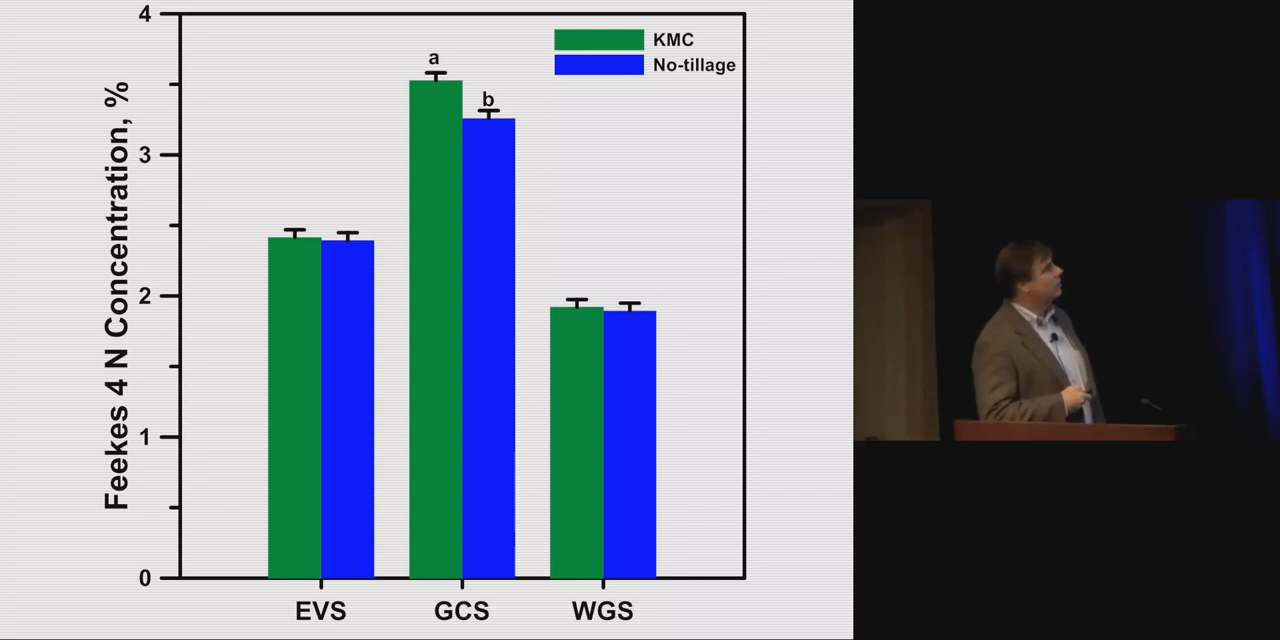 4
3
2
1
0
Feekes 4 N Concentration, %
KMC
No-tillage
a
b
EVS GCS WGS